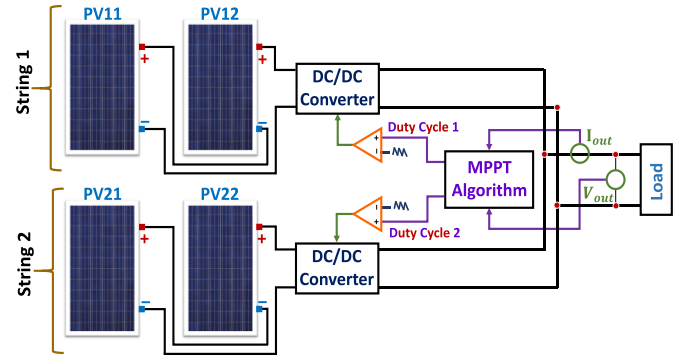 String 1
PV11
PV12
+
+
−
−
DC/DC
Converter
Duty Cycle 1
+
−
MPPT
Algorithm
I_out
V_out
Load
String 2
PV21
PV22
+
+
−
−
DC/DC
Converter
−
+
Duty Cycle 2